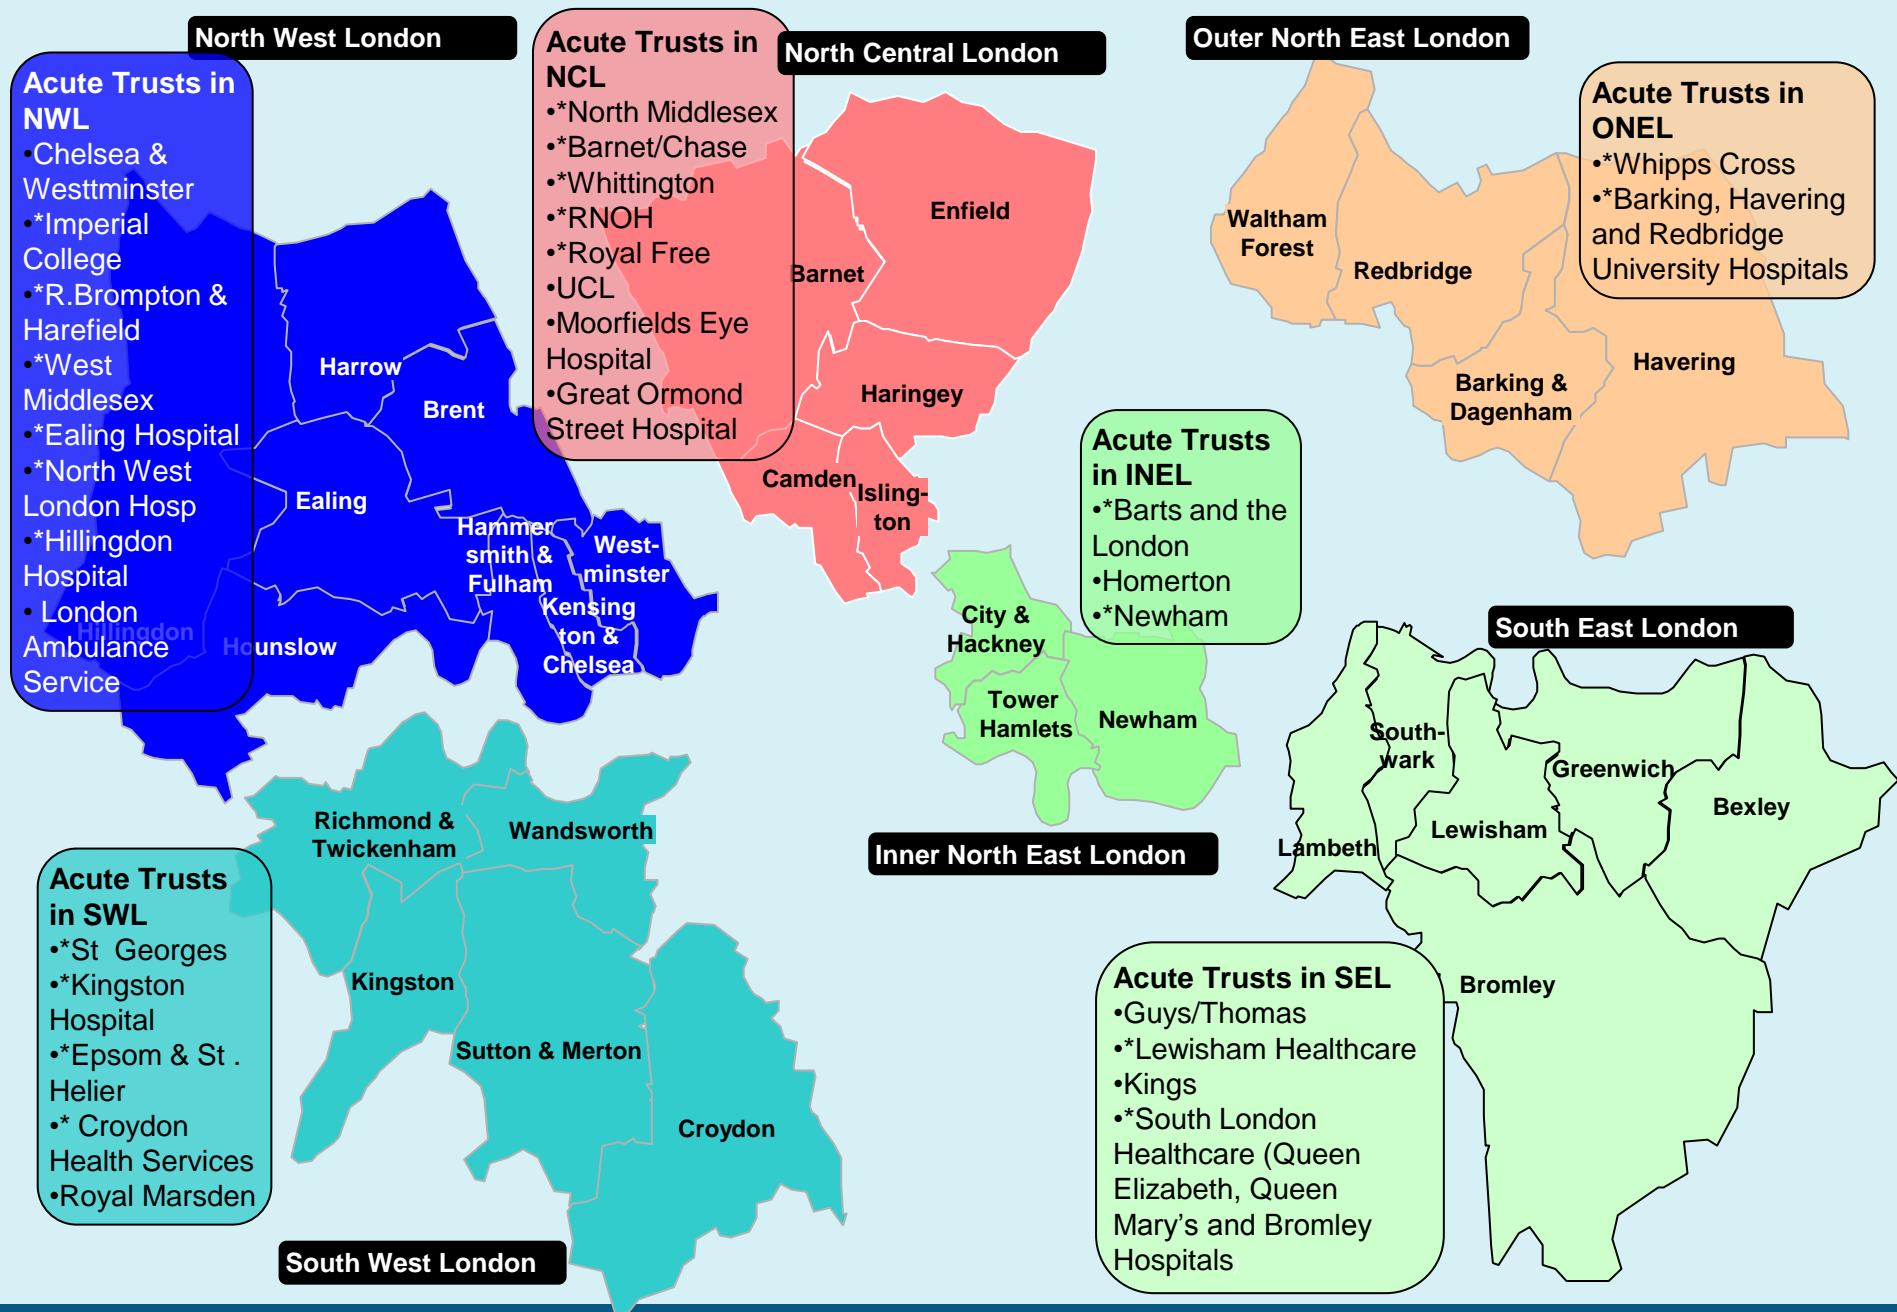 North West London
Acute Trusts in
NWL
•Chelsea &
Westtminster
•*Imperial
College
•*R.Brompton &
Harefield
•*West
Middlesex
•*Ealing Hospital
•*North West
London Hosp
•*Hillingdon
Hospital
• London
Ambulance
Service
Harrow
Brent
Ealing
Hammer
smith &
Fulham
West-
minster
Kensing
ton &
Chelsea
Hillingdon
Hounslow
Acute Trusts in
NCL
•*North Middlesex
•*Barnet/Chase
•*Whittington
•*RNOH
•*Royal Free
•UCL
•Moorfields Eye
Hospital
•Great Ormond
Street Hospital
North Central London
Enfield
Barnet
Haringey
Camden
Isling-
ton
Outer North East London
Acute Trusts in
ONEL
•*Whipps Cross
•*Barking, Havering
and Redbridge
University Hospitals
Waltham
Forest
Redbridge
Havering
Barking &
Dagenham
Acute Trusts
in INEL
•*Barts and the
London
•Homerton
•*Newham
City &
Hackney
Tower
Hamlets
Newham
Inner North East London
South East London
South-
wark
Greenwich
Bexley
Lewisham
Lambeth
Bromley
Acute Trusts in SEL
•Guys/Thomas
•*Lewisham Healthcare
•Kings
•*South London
Healthcare (Queen
Elizabeth, Queen
Mary's and Bromley
Hospitals)
Richmond &
Twickenham
Wandsworth
Kingston
Sutton & Merton
Croydon
Acute Trusts
in SWL
•*St  Georges
•*Kingston
Hospital
•*Epsom & St .
Helier
•* Croydon
Health Services
•Royal Marsden
South West London